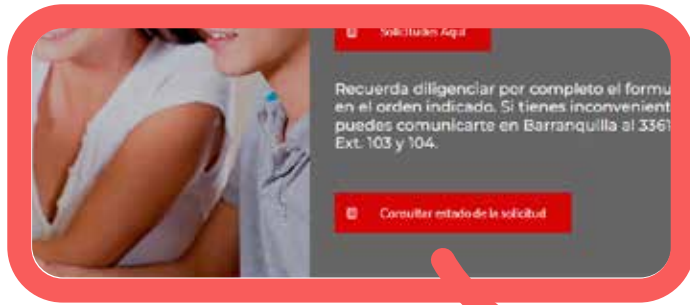 Solicitudes Aquí
Recuerda diligenciar por completo el formu
en el orden indicado. Si tienes inconvenient
puedes comunicarte en Barranquilla al 3361
Ext. 103 y 104.
Consultar estado de la solicitud